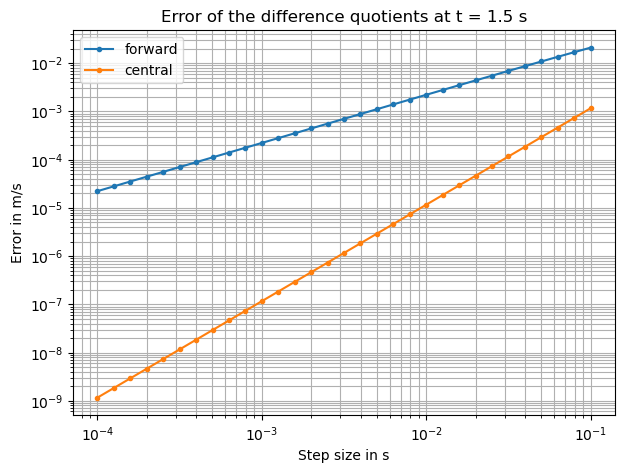 Error of the difference quotients at t = 1.5 s
forward
central
Error in m/s
10⁻²
10⁻³
10⁻⁴
10⁻⁵
10⁻⁶
10⁻⁷
10⁻⁸
10⁻⁹
10⁻⁴ 10⁻³ 10⁻² 10⁻¹
Step size in s